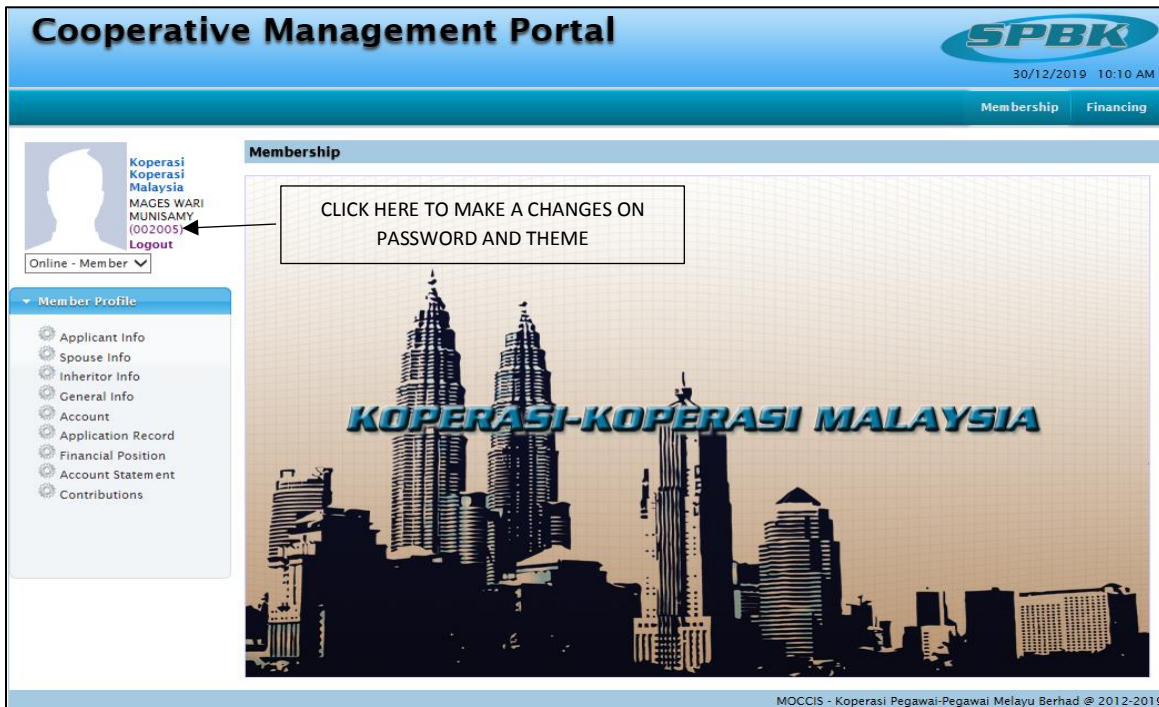 Cooperative Management Portal
SPBK
30/12/2019 10:10 AM
Membership Financing
Koperasi
Koperasi
Malaysia
MAGES WARI
MUNISAMY
(002005)
Logout
Online - Member
Membership
CLICK HERE TO MAKE A CHANGES ON
PASSWORD AND THEME
Member Profile
Applicant Info
Spouse Info
Inheritor Info
General Info
Account
Application Record
Financial Position
Account Statement
Contributions
KOPERASI-KOPERASI MALAYSIA
MOCCIS - Koperasi Pegawai-Pegawai Melayu Berhad @ 2012-2019